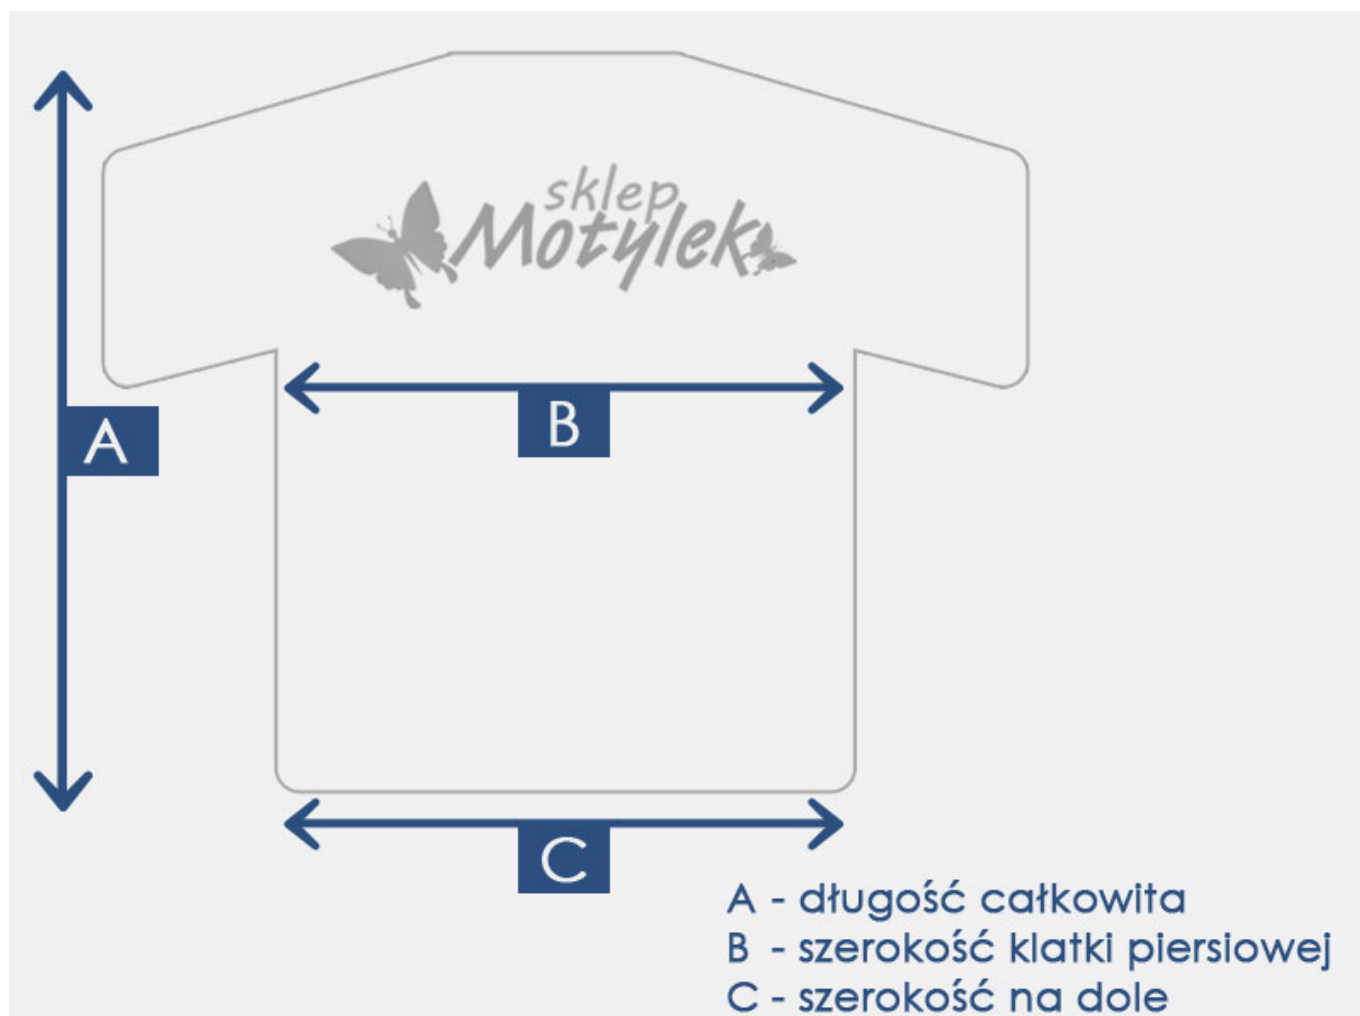 sklep
Motylek
A
B
C
A - długość całkowita
B - szerokość klatki piersiowej
C - szerokość na dole